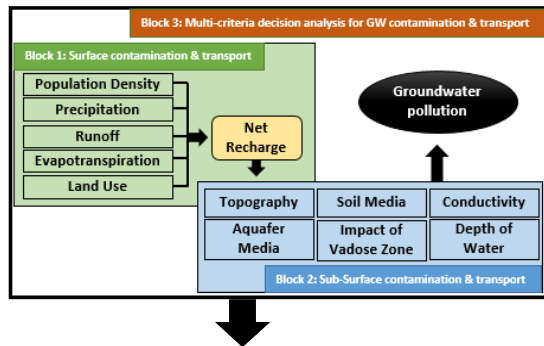 Block 3: Multi-criteria decision analysis for GW contamination & transport
Block 1: Surface contamination & transport
Population Density
Precipitation
Runoff
Evapotranspiration
Land Use
Net
Recharge
Groundwater
pollution
Topography
Soil Media
Conductivity
Aquafer
Media
Impact of
Vadose Zone
Depth of
Water
Block 2: Sub-Surface contamination & transport